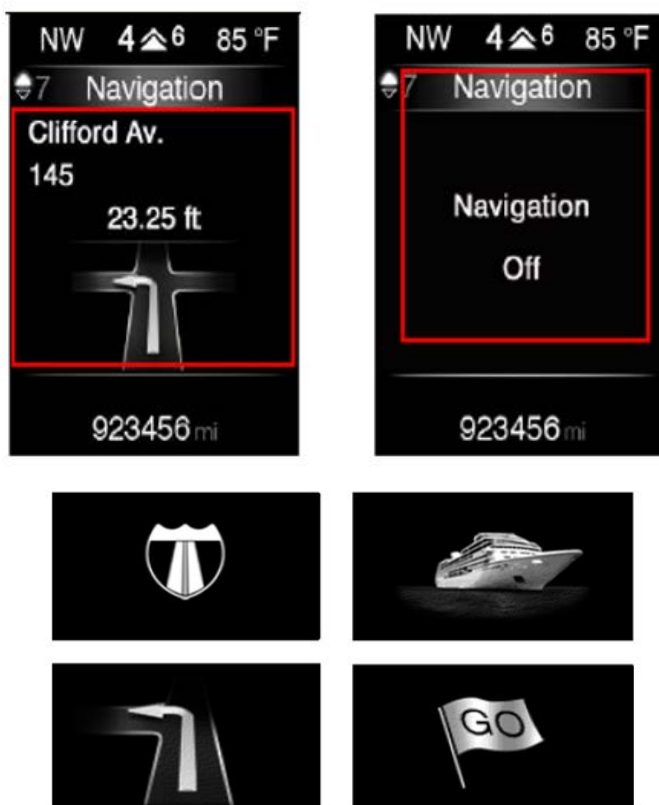 NW 4 6 85 °F
7 Navigation
Clifford Av.
145
23.25 ft
923456 mi
NW 4 6 85 °F
7 Navigation
Navigation
Off
923456 mi
GO